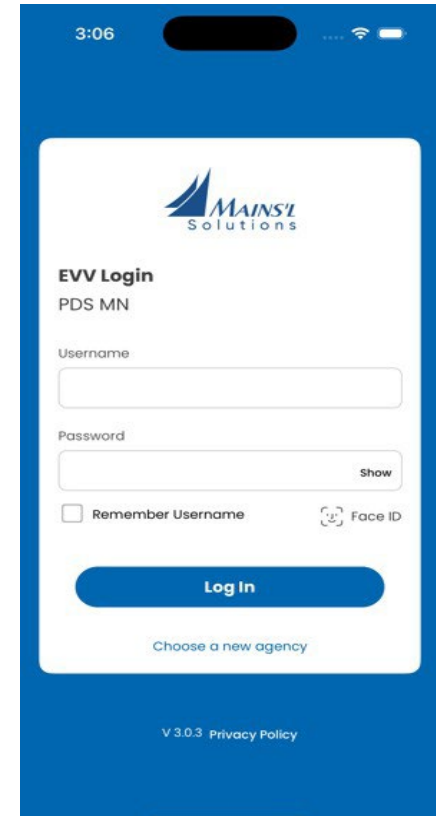 3:06
MAINS'L
Solutions
EVV Login
PDS MN
Username
Password
Show
Remember Username
Face ID
Log In
Choose a new agency
V 3.0.3 Privacy Policy